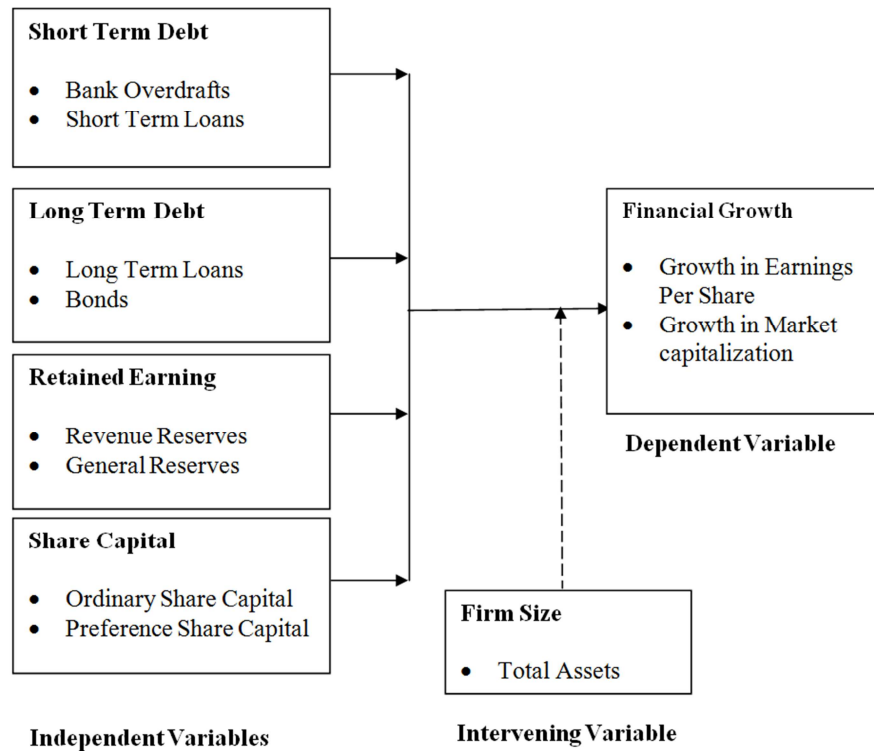 Short Term Debt
• Bank Overdrafts
• Short Term Loans
Long Term Debt
• Long Term Loans
• Bonds
Retained Earning
• Revenue Reserves
• General Reserves
Share Capital
• Ordinary Share Capital
• Preference Share Capital
Independent Variables
Financial Growth
• Growth in Earnings
Per Share
• Growth in Market
capitalization
Dependent Variable
Firm Size
• Total Assets
Intervening Variable